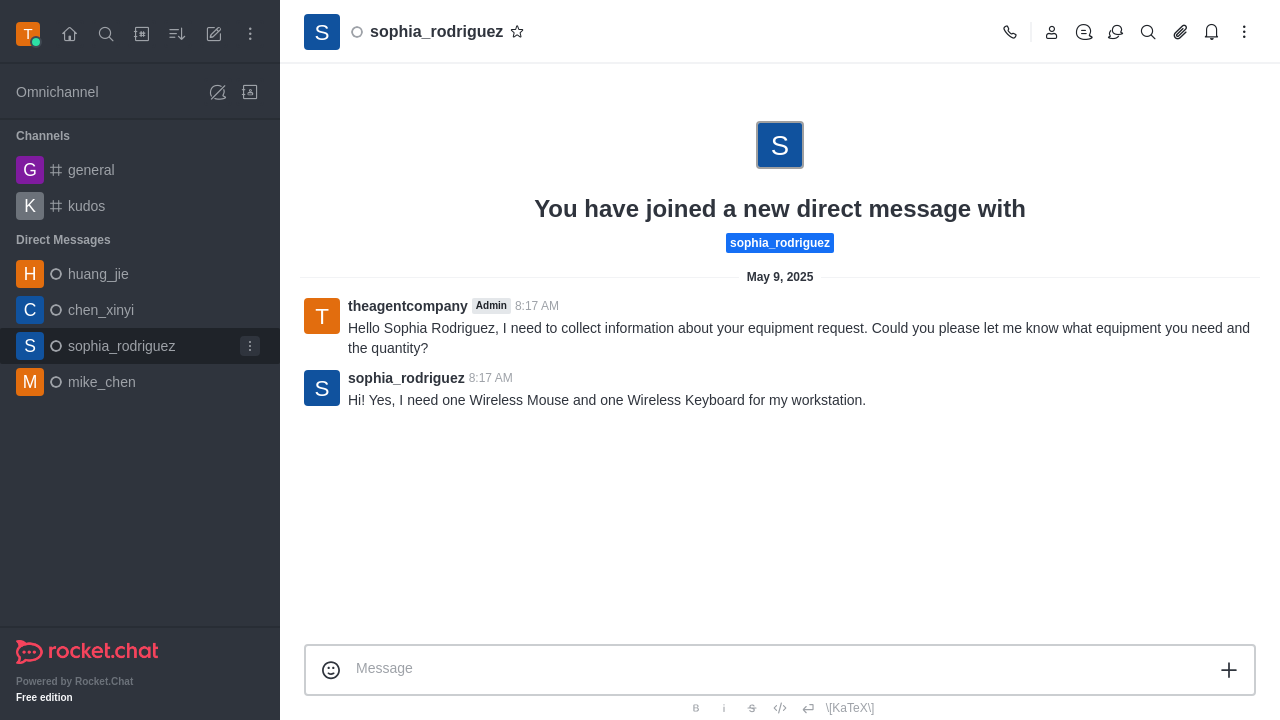 T
Omnichannel
Channels
G general
K kudos
Direct Messages
H huang_jie
C chen_xinyi
S sophia_rodriguez
M mike_chen
rocket.chat
Powered by Rocket.Chat
Free edition
S sophia_rodriguez
S
You have joined a new direct message with
sophia_rodriguez
May 9, 2025
T theagentcompany Admin 8:17 AM
Hello Sophia Rodriguez, I need to collect information about your equipment request. Could you please let me know what equipment you need and
the quantity?
S sophia_rodriguez 8:17 AM
Hi! Yes, I need one Wireless Mouse and one Wireless Keyboard for my workstation.
Message
B i S \[KaTeX\]